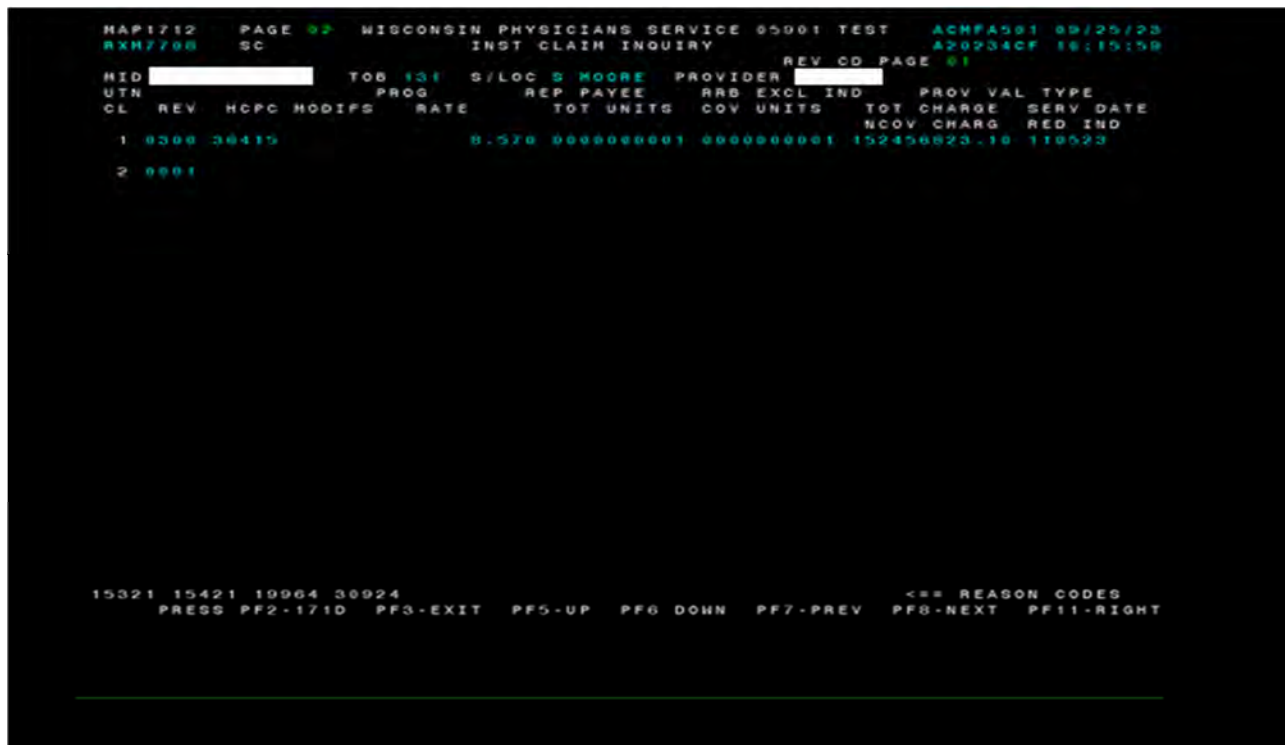 MAP1712 PAGE 02 WISCONSIN PHYSICIANS SERVICE 05901 TEST ACMFA501 09/25/23
RXM7708 SC INST CLAIM INQUIRY A20234CF 16:15:59
REV CD PAGE 01
MID TOB 131 S/LOC S MOORE PROVIDER
UTN PROG REP PAYEE RRB EXCL IND PROV VAL TYPE
CL REV HCPC MODIFS RATE TOT UNITS COV UNITS TOT CHARGE SERV DATE
NCOV CHARG RED IND
1 0300 36415 8.570 0000000001 0000000001 152456823.10 110523
2 0001
15321 15421 19964 30924 <== REASON CODES
PRESS PF2-171D PF3-EXIT PF5-UP PF6 DOWN PF7-PREV PF8-NEXT PF11-RIGHT